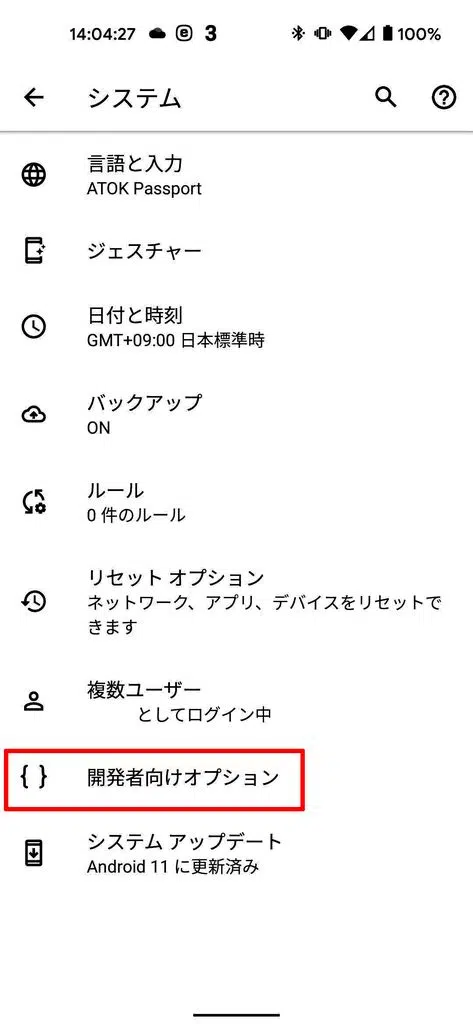 14:04:27 3 100%
システム
言語と入力
ATOK Passport
ジェスチャー
日付と時刻
GMT+09:00 日本標準時
バックアップ
ON
ルール
0 件のルール
リセット オプション
ネットワーク、アプリ、デバイスをリセットで
きます
複数ユーザー
としてログイン中
{ } 開発者向けオプション
システム アップデート
Android 11 に更新済み